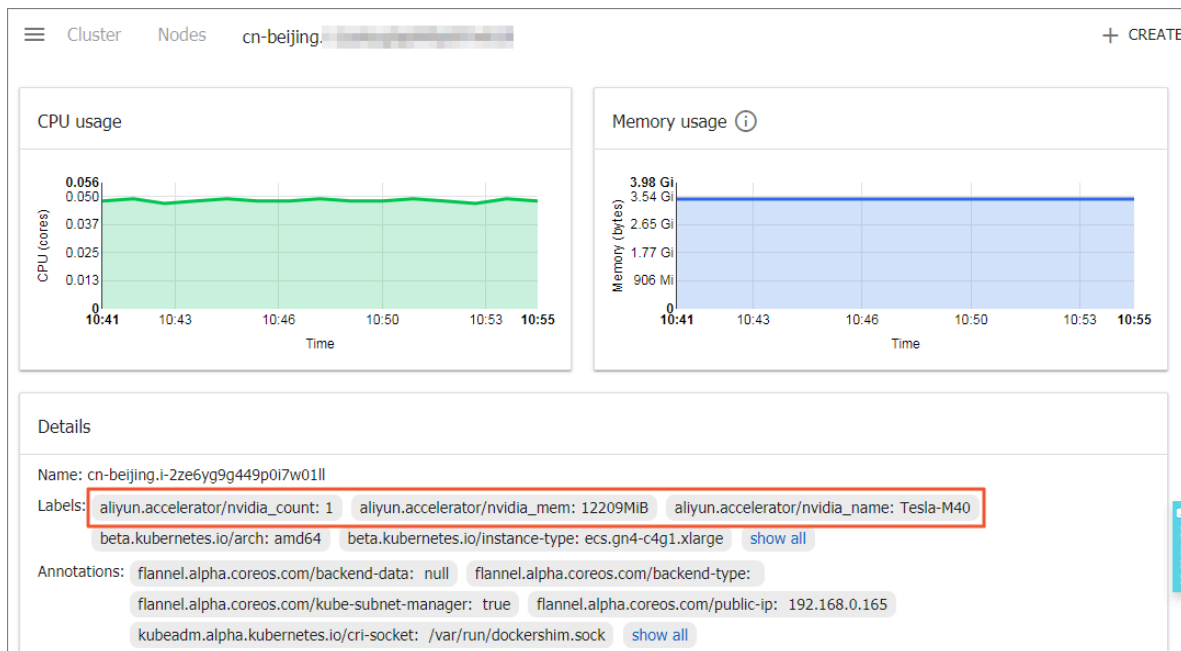 Cluster Nodes cn-beijing. + CREATE
CPU usage
0.056
0.050
0.037
0.025
0.013
0
CPU (cores)
10:41 10:43 10:46 10:50 10:53 10:55
Time
Memory usage i
3.98 Gi
3.54 Gi
2.65 Gi
1.77 Gi
906 Mi
0
Memory (bytes)
10:41 10:43 10:46 10:50 10:53 10:55
Time
Details
Name: cn-beijing.i-2ze6yg9g449p0i7w01ll
Labels: aliyun.accelerator/nvidia_count: 1 aliyun.accelerator/nvidia_mem: 12209MiB aliyun.accelerator/nvidia_name: Tesla-M40
beta.kubernetes.io/arch: amd64 beta.kubernetes.io/instance-type: ecs.gn4-c4g1.xlarge show all
Annotations: flannel.alpha.coreos.com/backend-data: null flannel.alpha.coreos.com/backend-type:
flannel.alpha.coreos.com/kube-subnet-manager: true flannel.alpha.coreos.com/public-ip: 192.168.0.165
kubeadm.alpha.kubernetes.io/cri-socket: /var/run/dockershim.sock show all